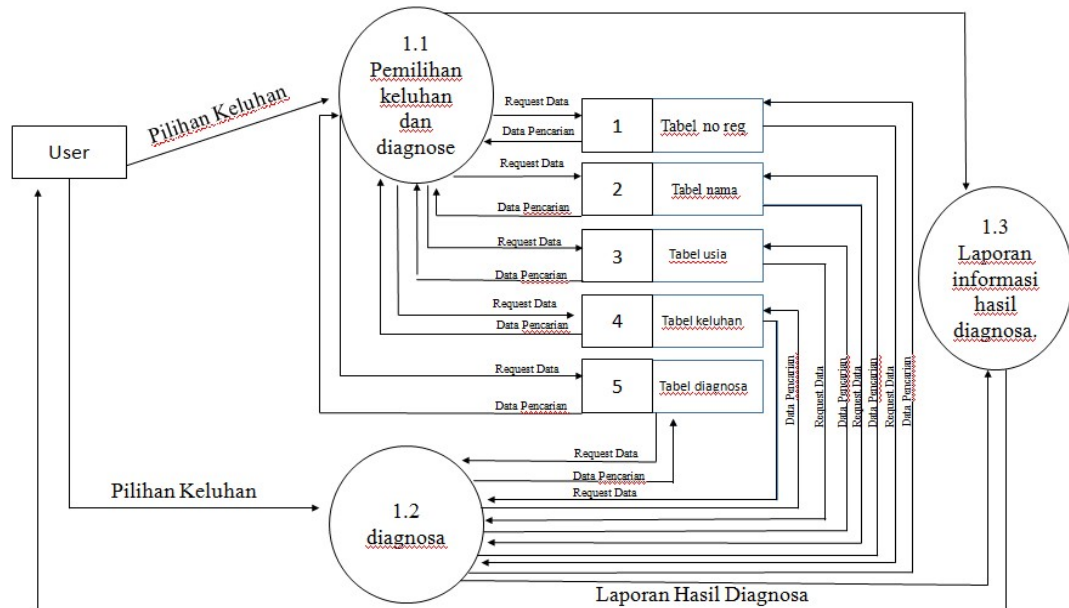 1.1
Pemilihan
keluhan
dan
diagnose
Pilihan Keluhan
User
Request Data
Data Pencarian
1
Tabel no reg
Request Data
Data Pencarian
2
Tabel nama
Request Data
Data Pencarian
3
Tabel usia
Request Data
Data Pencarian
4
Tabel keluhan
Request Data
Data Pencarian
5
Tabel diagnosa
1.3
Laporan
informasi
hasil
diagnosa.
Data Pencarian
Request Data
Data Pencarian
Request Data
Data Pencarian
Request Data
Data Pencarian
Request Data
Data Pencarian
Request Data
Pilihan Keluhan
1.2
diagnosa
Laporan Hasil Diagnosa